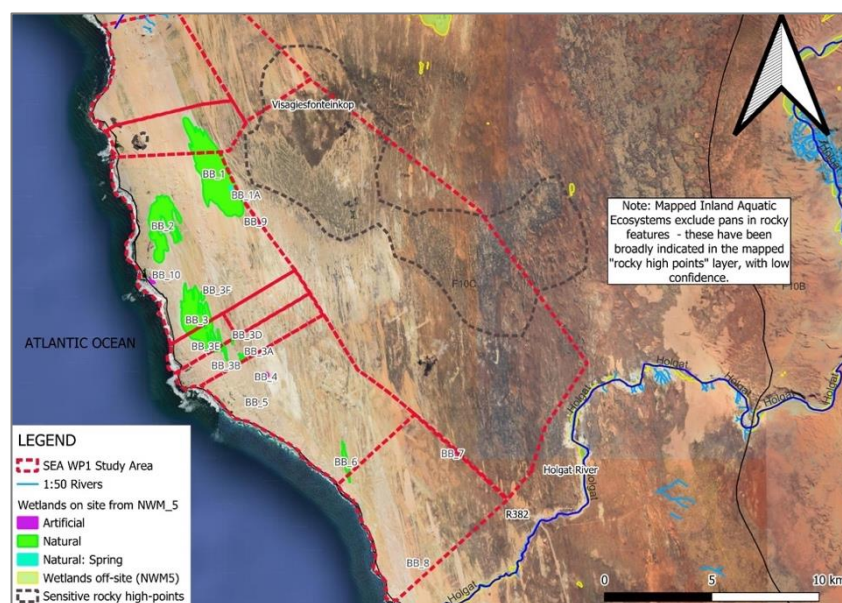 Visagiesfonteinkop
BB_1
BB_1A
BB_9
BB_2
Note: Mapped Inland Aquatic
Ecosystems exclude pans in rocky
features - these have been
broadly indicated in the mapped
"rocky high points" layer, with low
confidence.
BB_10
F10C
F10B
BB_3F
BB_3
BB_3D
ATLANTIC OCEAN
BB_3E
BB_3A
BB_3B
BB_4
Holgat
Holgat
Holgat
Holgat
BB_5
LEGEND
SEA WP1 Study Area
1:50 Rivers
Wetlands on site from NWM_5
Artificial
Natural
Natural: Spring
Wetlands off-site (NWM5)
Sensitive rocky high-points
BB_6
BB_7
Holgat River
Holgat
R382
BB_8
0 5 10 km